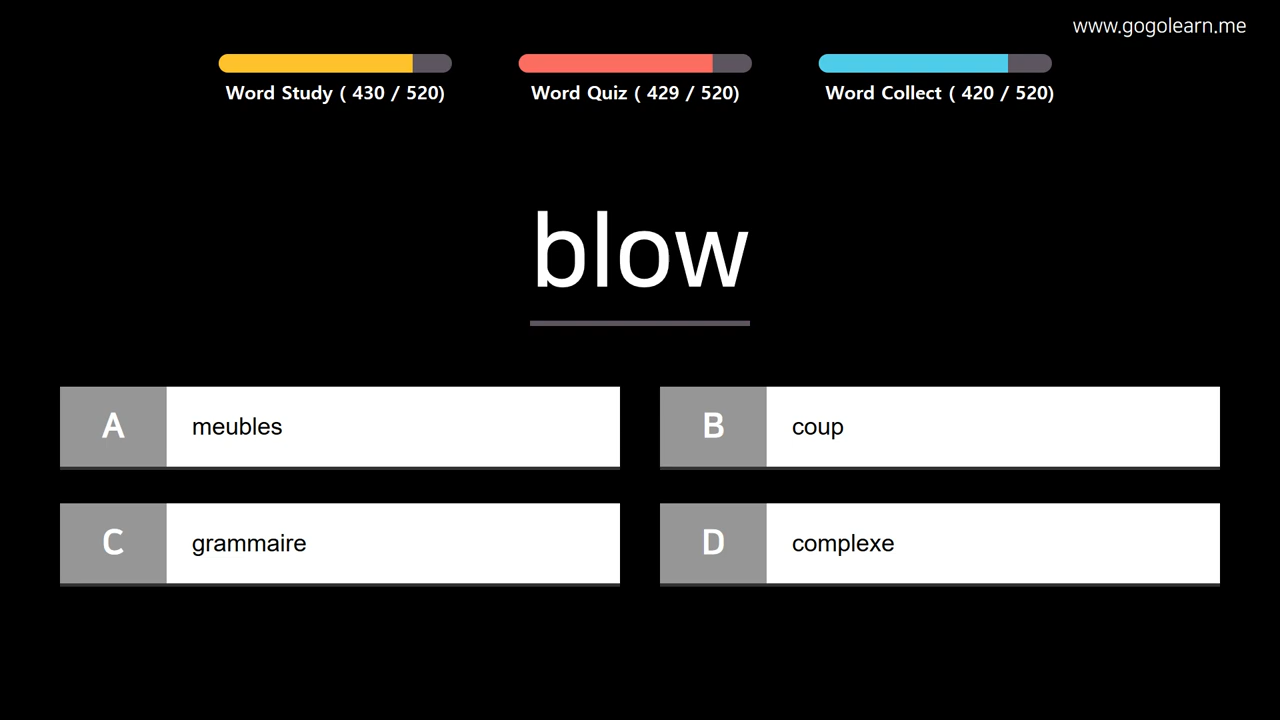 www.gogolearn.me
Word Study ( 430 / 520)
Word Quiz ( 429 / 520)
Word Collect ( 420 / 520)
blow
A meubles
B coup
C grammaire
D complexe